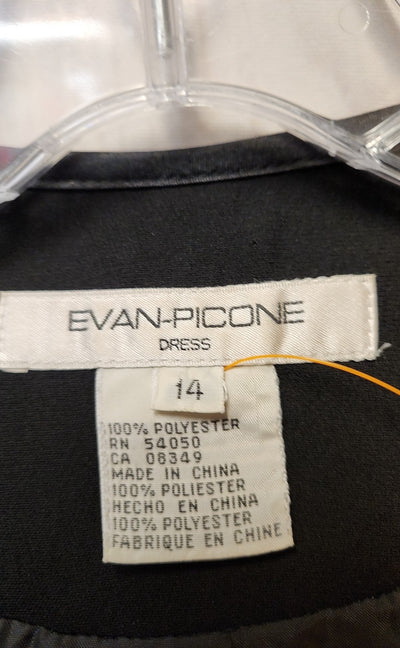 EVAN-PICONE
DRESS
14
100% POLYESTER
RN 54050
CA 08349
MADE IN CHINA
100% POLIESTER
HECHO EN CHINA
100% POLYESTER
FABRIQUE EN CHINE